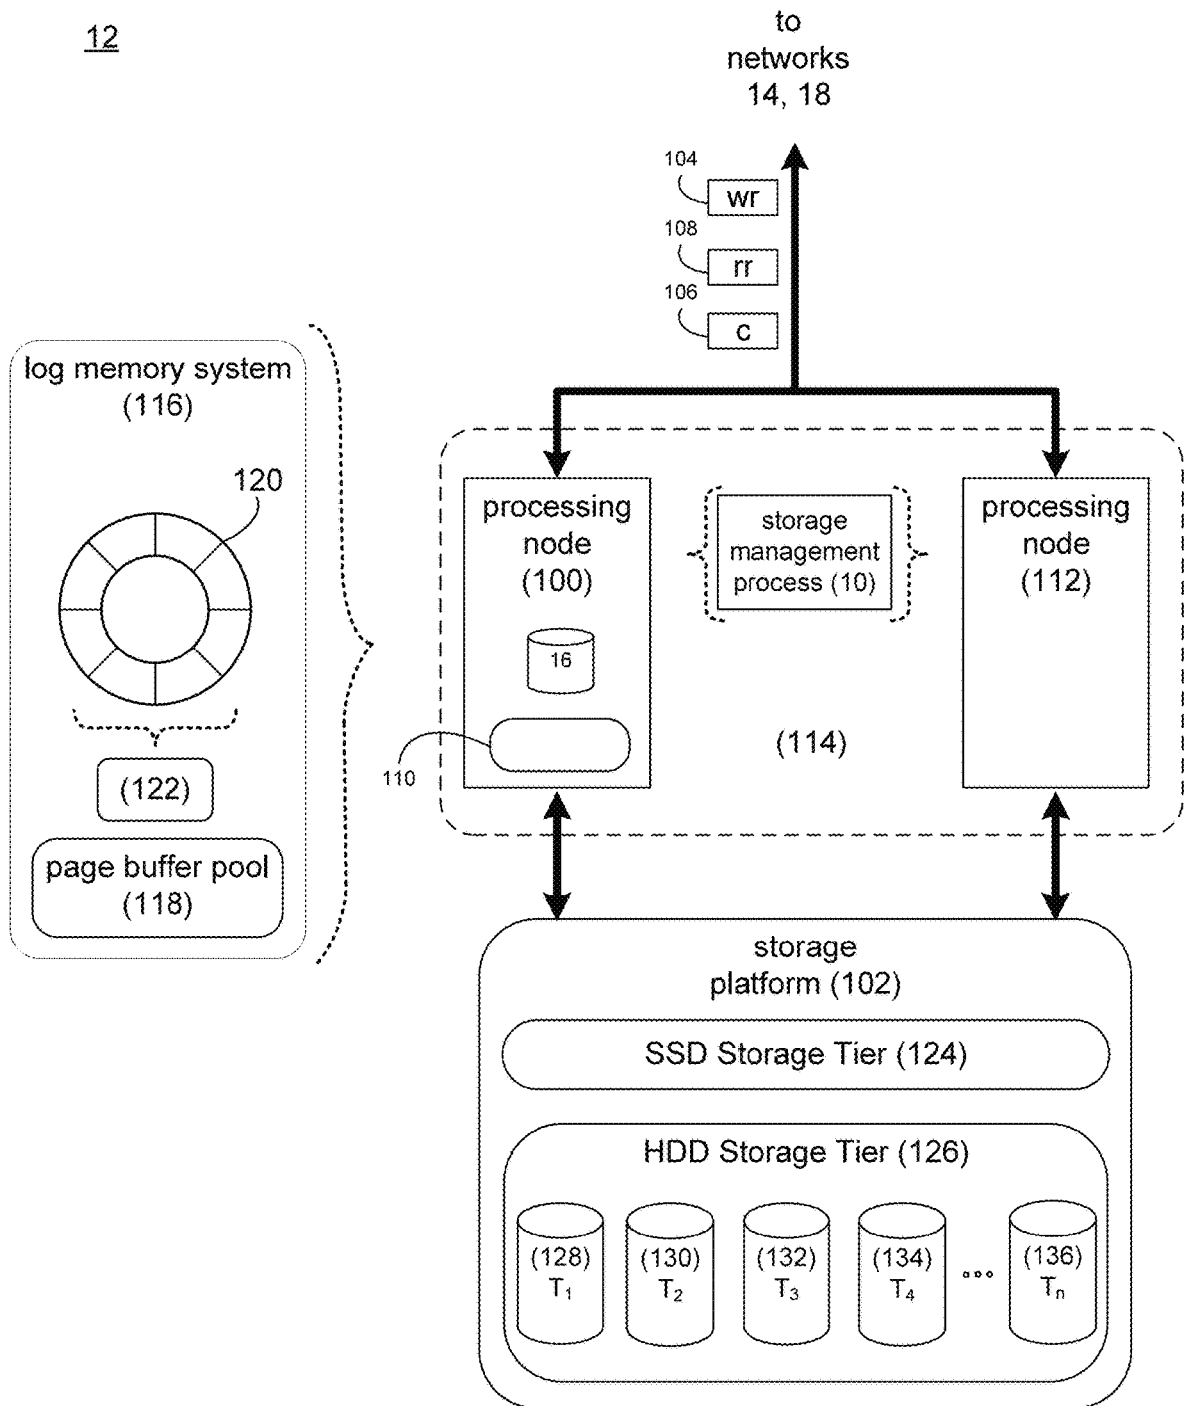 12
to
networks
14, 18
104
wr
108
rr
106
c
log memory system
(116)
120
(122)
page buffer pool
(118)
processing
node
(100)
16
110
storage
management
process (10)
(114)
processing
node
(112)
storage
platform (102)
SSD Storage Tier (124)
HDD Storage Tier (126)
(128)
T1
(130)
T2
(132)
T3
(134)
T4
(136)
Tn